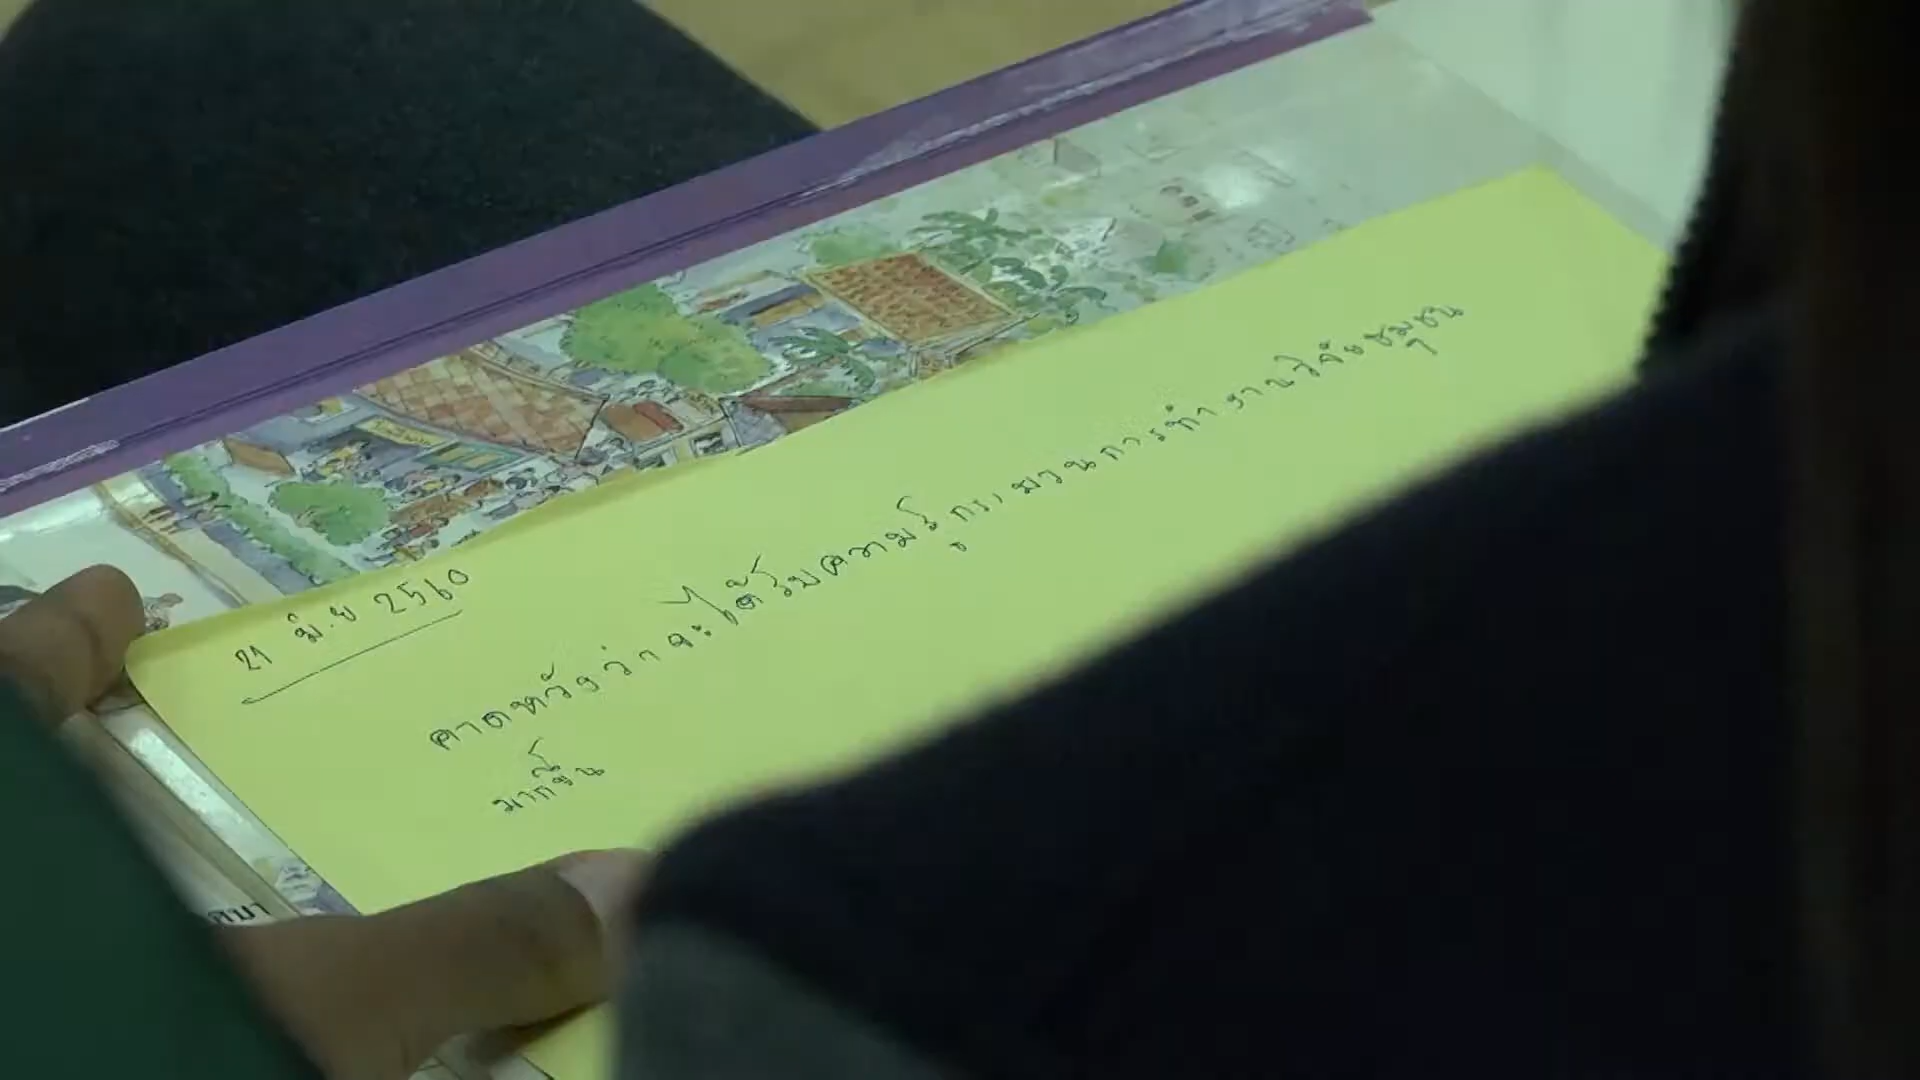 21 มิ.ย 2560
คาดหวังว่าจะได้รับความรู้ กระบวนการทำงานวิจัยชุมชน
มากขึ้น